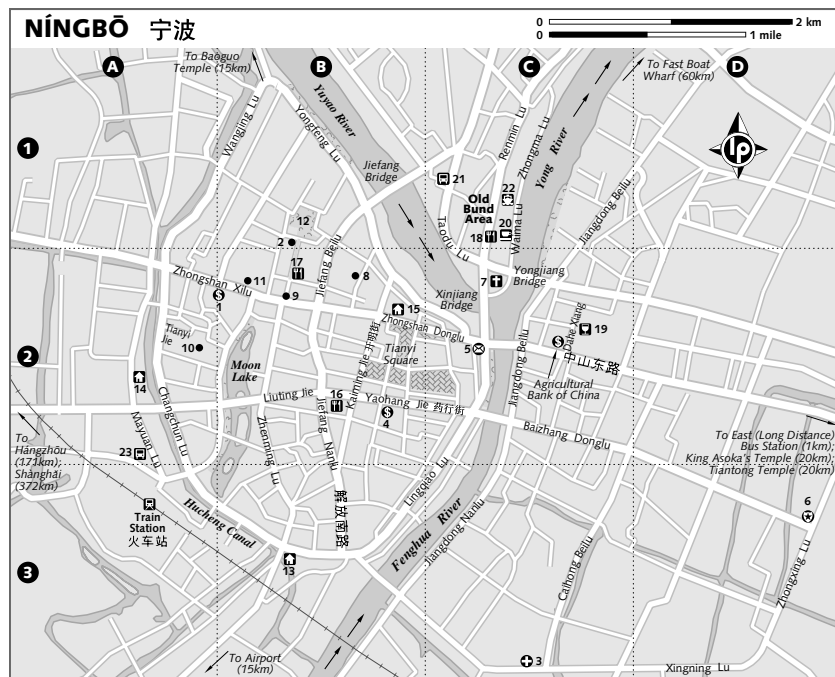 NÍNGBŌ 宁波
0 2 km
0 1 mile
A
B
C
D
To Baoguo
Temple (15km)
To Fast Boat
Wharf (60km)
1
Wangjing Lu
Yongfeng Lu
Yuyao River
Jiefang
Bridge
21
Renmin Lu
Zhongma Lu
Yong River
lp
22
Old
Bund
Area
20
18
Waima Lu
Taodu Lu
Jiangdong Beilu
12
2
17
Jiefang Beilu
8
11
9
Zhongshan Xilu
1
7
Yongjiang
Bridge
Xinjiang
Bridge
15
Zhongshan Donglu
Dahe Xiang
19
5
中山东路
Tianyi
Jie
10
2
Moon
Lake
Kaiming Jie 开明街
Tianyi
Square
Jiangdong Beilu
Agricultural
Bank of China
14
Liuting Jie
16
Yaohang Jie 药行街
4
Baizhang Donglu
To
Hángzhōu
(171km);
Shànghǎi
(372km)
Mayuan Lu
Changchun Lu
Zhenming Lu
Jiefang Nanlu
23
To East (Long Distance)
Bus Station (1km);
King Asoka's Temple (20km);
Tiantong Temple (20km)
Lingqiao Lu
6
Train
Station
火车站
Hucheng Canal
解放南路
Fenghua River
Jiangdong Nanlu
3
13
Caihong Beilu
Zhongxing Lu
To Airport
(15km)
3
Xingning Lu